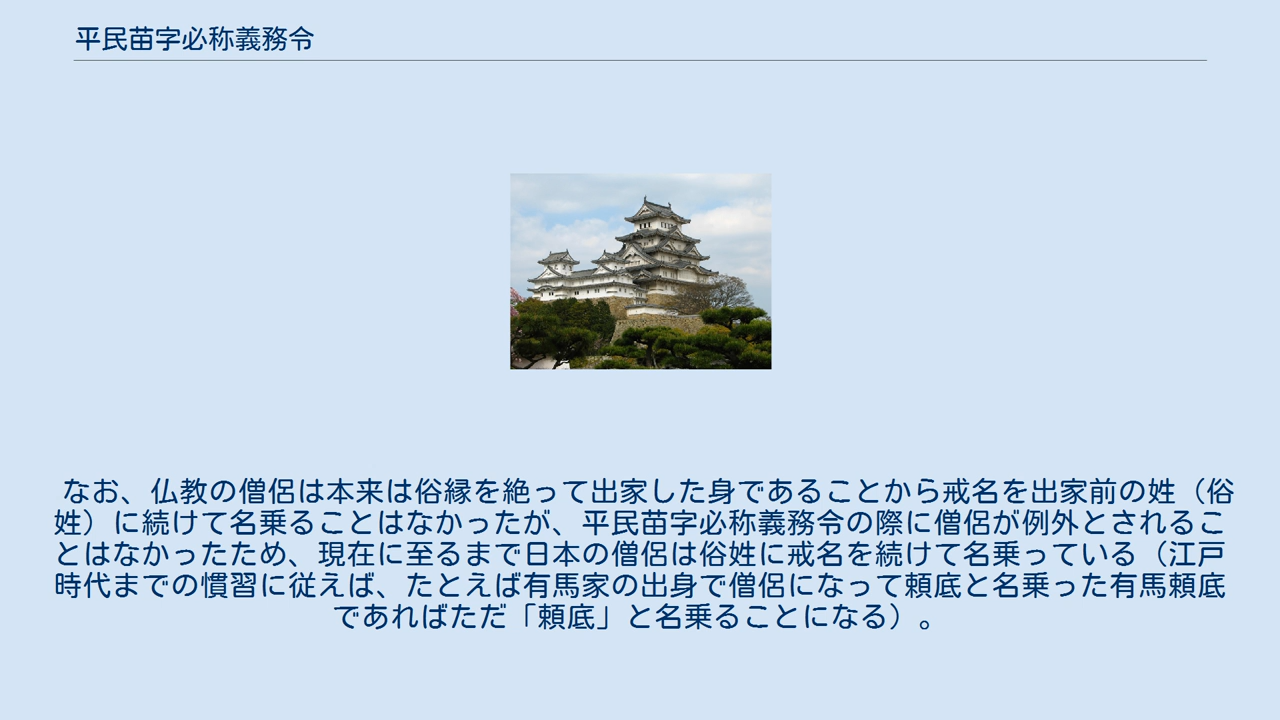 平民苗字必称義務令
なお、仏教の僧侶は本来は俗縁を絶って出家した身であることから戒名を出家前の姓（俗
姓）に続けて名乗ることはなかったが、平民苗字必称義務令の際に僧侶が例外とされるこ
とはなかったため、現在に至るまで日本の僧侶は俗姓に戒名を続けて名乗っている（江戸
時代までの慣習に従えば、たとえば有馬家の出身で僧侶になって頼底と名乗った有馬頼底
であればただ「頼底」と名乗ることになる）。